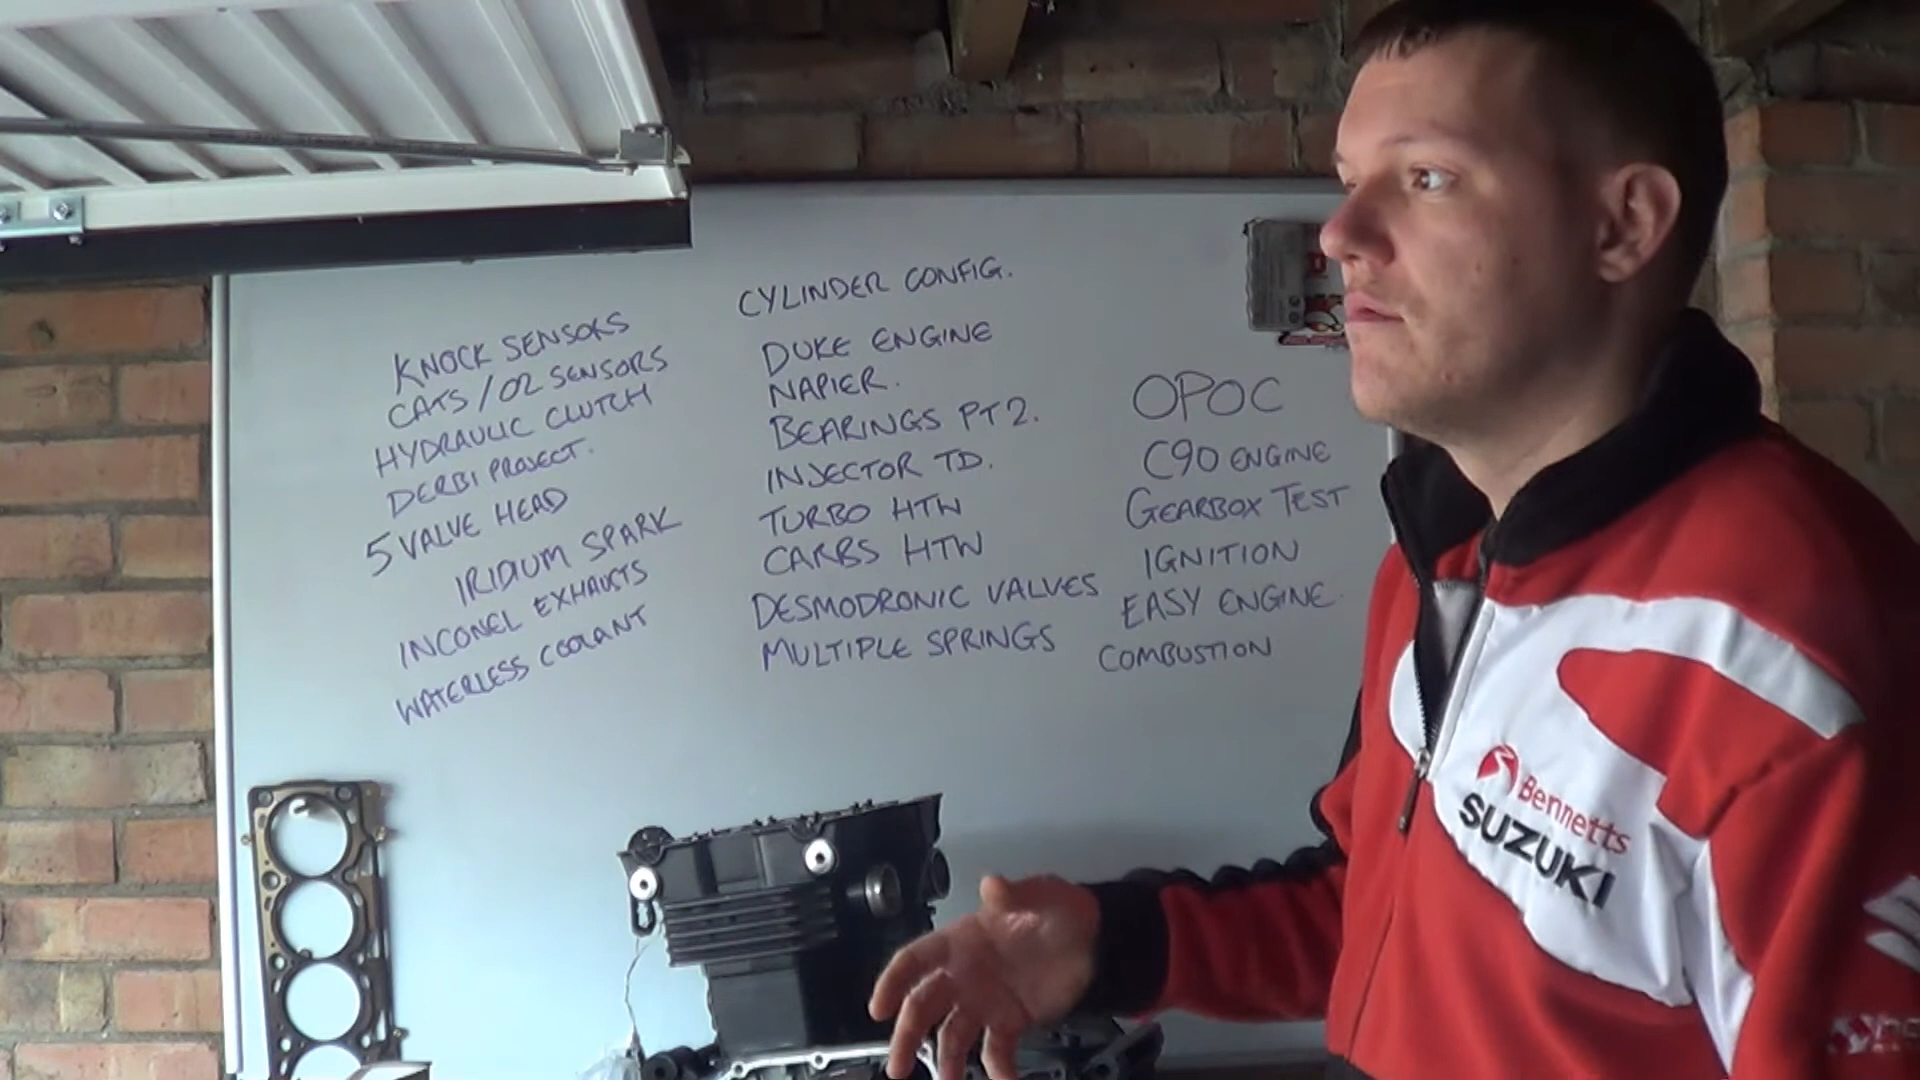 KNOCK SENSORS
CATS / O2 SENSORS
HYDRAULIC CLUTCH
DERBI PROJECT.
5 VALVE HEAD
IRIDIUM SPARK
INCONEL EXHAUSTS
WATERLESS COOLANT
CYLINDER CONFIG.
DUKE ENGINE
NAPIER.
BEARINGS PT2.
INJECTOR TD.
TURBO HTW
CARBS HTW
DESMODRONIC VALVES
MULTIPLE SPRINGS
OPOC
C90 ENGINE
GEARBOX TEST
IGNITION
EASY ENGINE.
COMBUSTION
Bennetts
SUZUKI